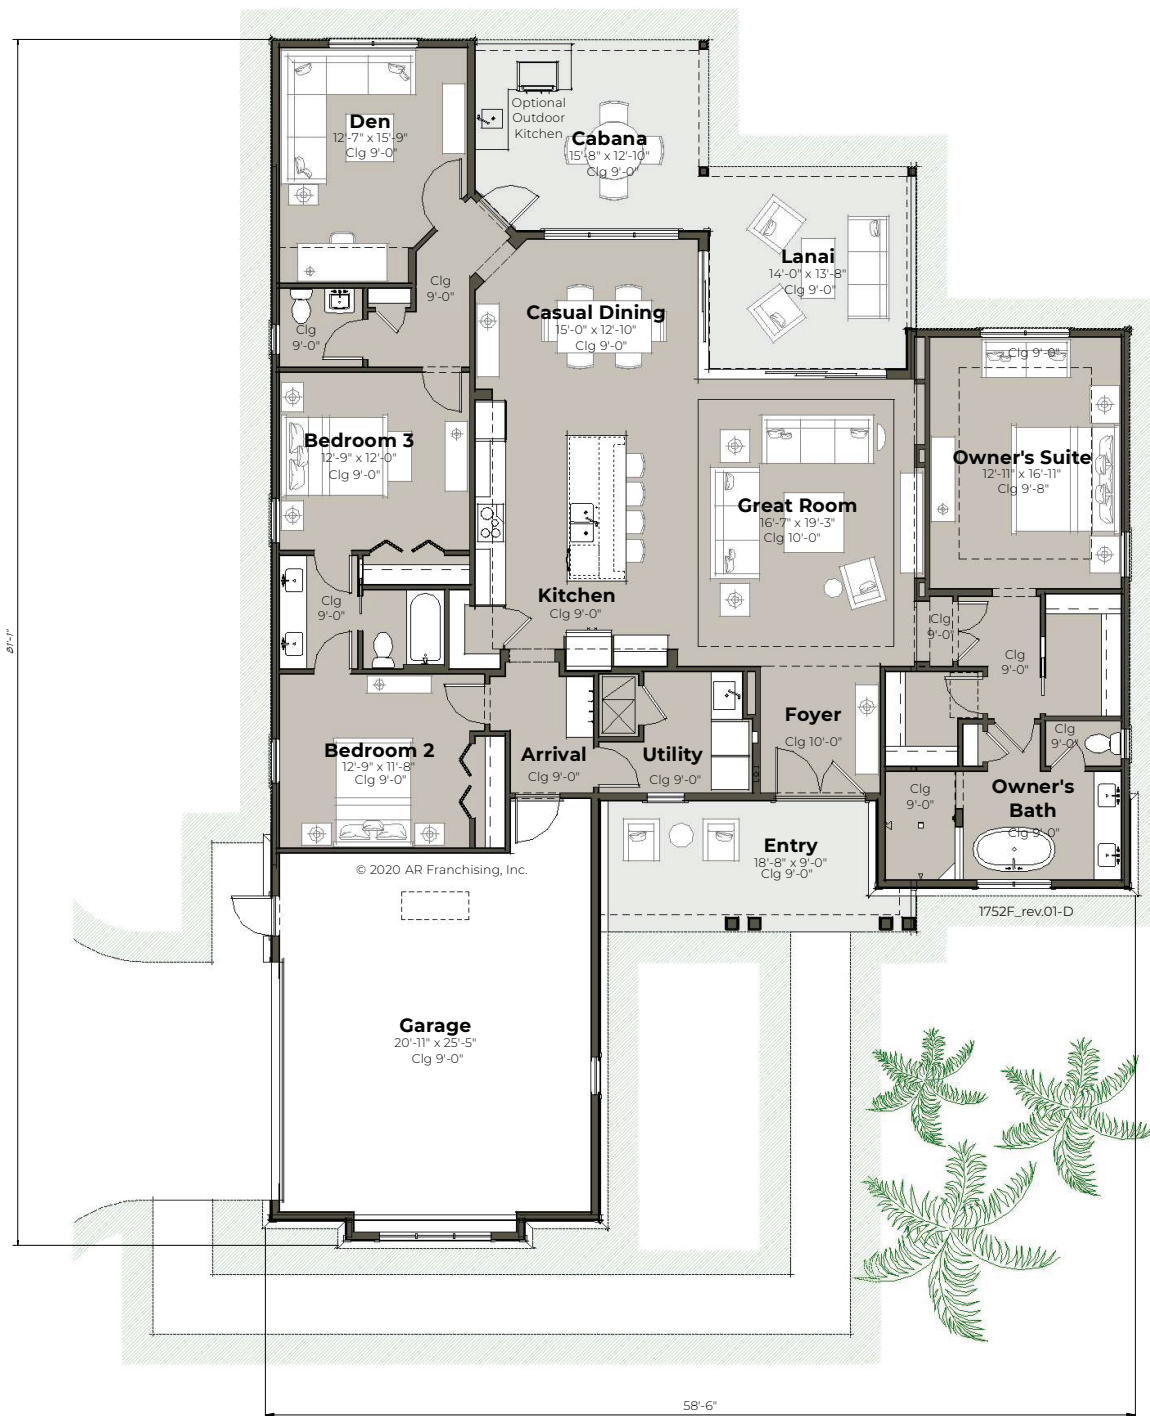 Den
12'-7" x 15'-9"
Clg 9'-0"
Optional
Outdoor
Kitchen
Cabana
15'-8" x 12'-10"
Clg 9'-0"
Lanai
14'-0" x 13'-8"
Clg 9'-0"
Clg
9'-0"
Clg
9'-0"
Casual Dining
15'-0" x 12'-10"
Clg 9'-0"
Clg 9'-0"
Bedroom 3
12'-9" x 12'-0"
Clg 9'-0"
Owner's Suite
12'-11" x 16'-11"
Clg 9'-8"
Great Room
16'-7" x 19'-3"
Clg 10'-0"
Kitchen
Clg 9'-0"
Clg
9'-0"
Clg
9'-0"
Clg
9'-0"
81'-1"
Bedroom 2
12'-9" x 11'-8"
Clg 9'-0"
Arrival
Clg 9'-0"
Utility
Clg 9'-0"
Foyer
Clg 10'-0"
Clg
9'-0"
Clg
9'-0"
Owner's
Bath
Clg 9'-0"
Entry
18'-8" x 9'-0"
Clg 9'-0"
© 2020 AR Franchising, Inc.
1752F_rev.01-D
Garage
20'-11" x 25'-5"
Clg 9'-0"
58'-6"